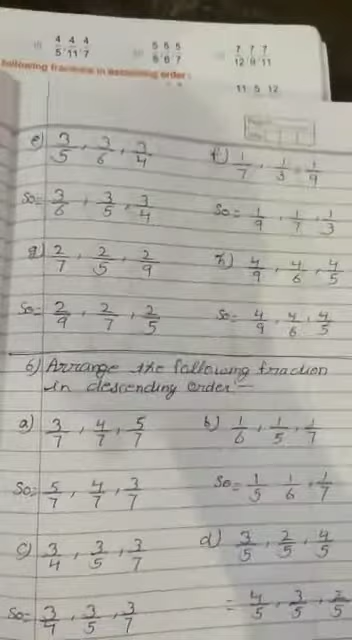 4/5, 4/11, 4/7
7/12, 7/9, 7/11
following fractions in
order:
11 5 12
e) 3/5, 3/6, 3/4 f) 1/7, 1/3, 1/9
So = 3/6, 3/5, 3/4 So = 1/9, 1/7, 1/3
g) 2/7, 2/5, 2/9 h) 4/9, 4/6, 4/5
So = 2/9, 2/7, 2/5 So = 4/9, 4/6, 4/5
6) Arrange the following fraction
in descending order:-
a) 3/7, 4/7, 5/7 b) 1/6, 1/5, 1/7
So = 5/7, 4/7, 3/7 So = 1/5 1/6, 1/7
c) 3/4, 3/5, 3/7 d) 3/5, 2/5, 4/5
So = 3/4, 3/5, 3/7 = 4/5, 3/5, 2/5